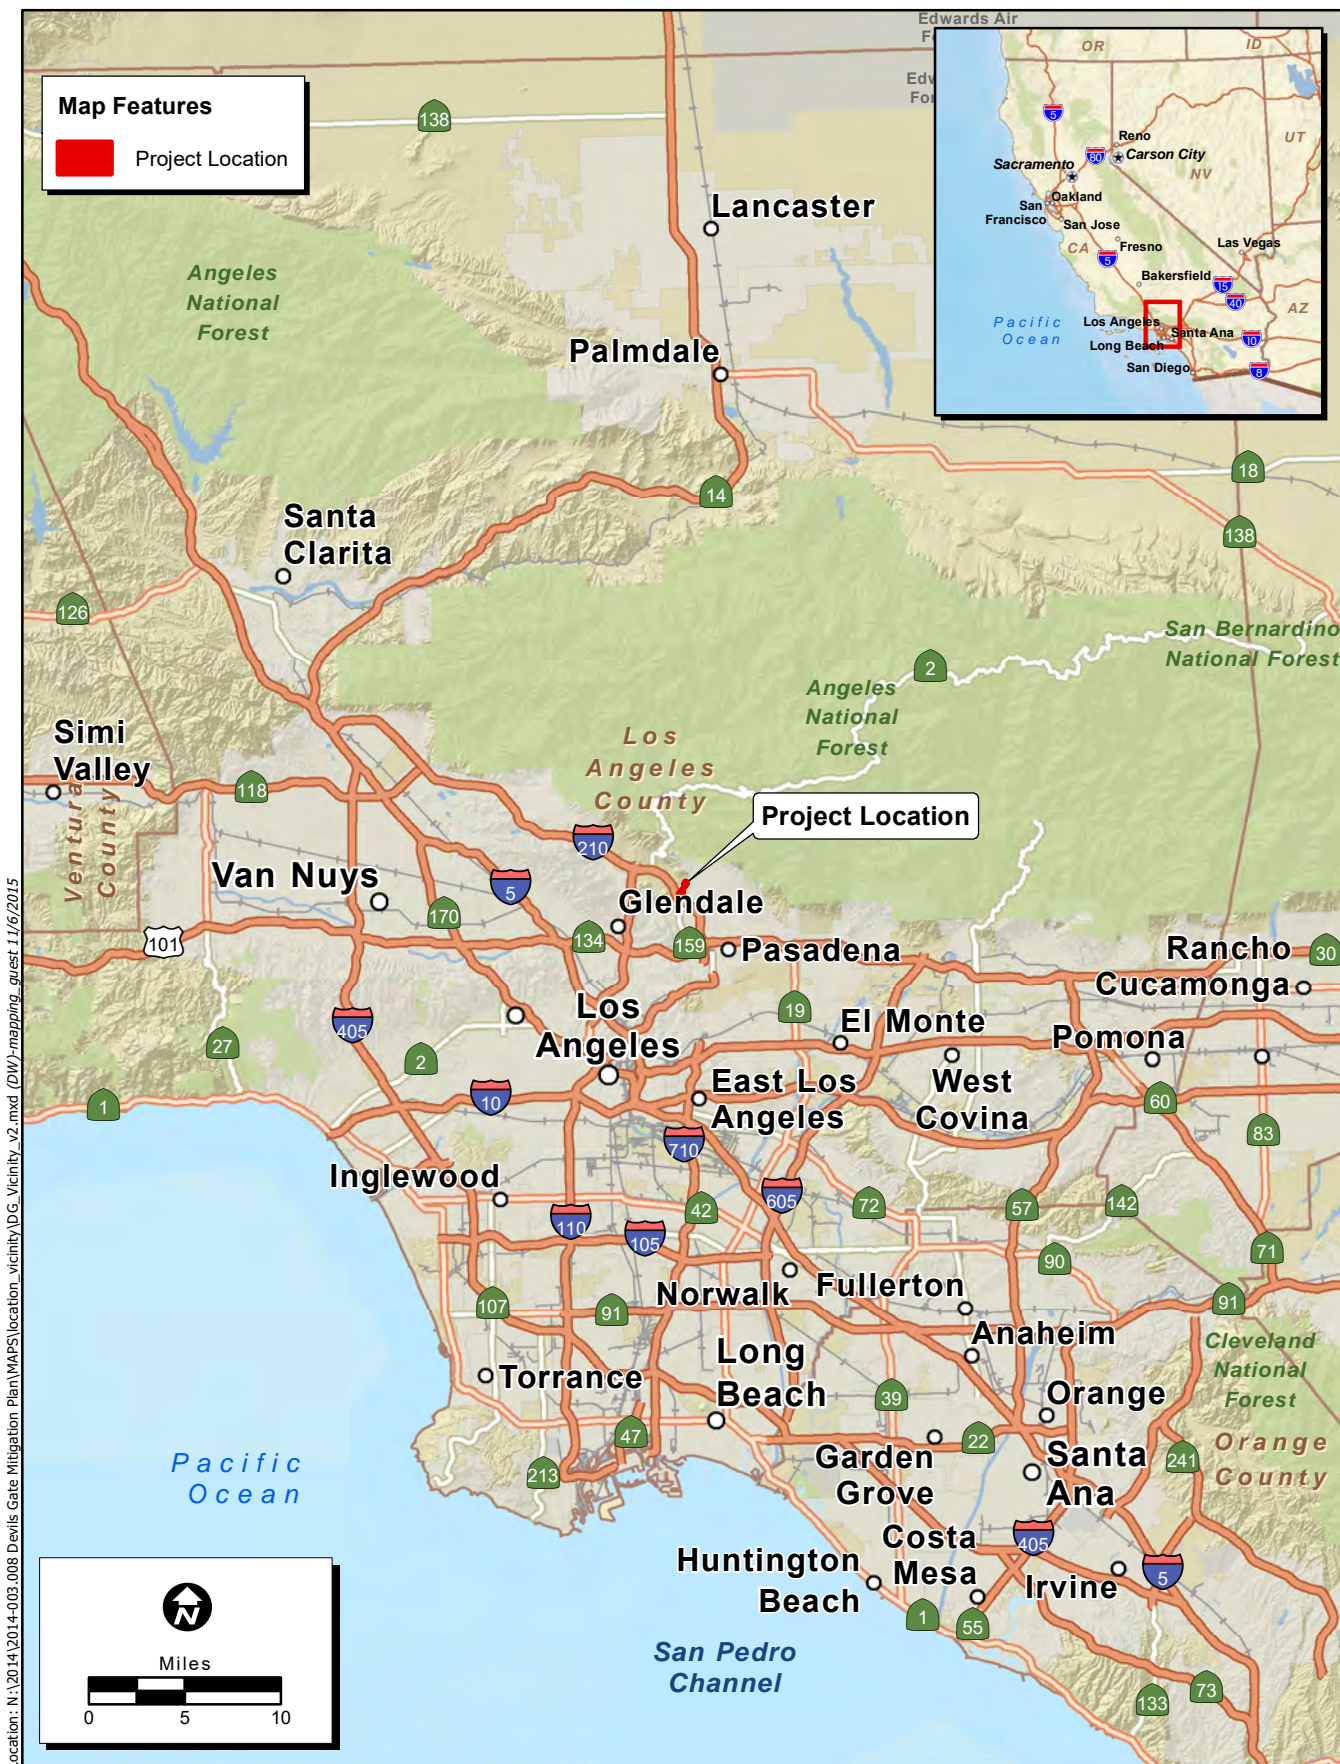 Edwards Air
Map Features
Project Location
138
OR
ID
5
Reno
UT
80
Carson City
Sacramento
NV
Oakland
San
Francisco
San Jose
CA
Fresno
Las Vegas
5
Bakersfield
15
40
AZ
Pacific
Ocean
Los Angeles
Santa Ana
Long Beach
10
San Diego
8
Lancaster
Angeles
National
Forest
Palmdale
18
14
138
Santa
Clarita
126
San Bernardino
National Forest
2
Angeles
National
Forest
Simi
Valley
Los
Angeles
County
118
Ventura
County
Project Location
210
Van Nuys
5
Glendale
170
134
159
101
Pasadena
Rancho
Cucamonga
30
19
405
Los
Angeles
El Monte
Pomona
27
2
West
Covina
East Los
Angeles
10
1
60
83
710
Inglewood
605
42
72
57
142
110
105
71
90
Norwalk
Fullerton
107
91
91
Anaheim
Cleveland
National
Forest
Long
Beach
Torrance
39
Orange
47
22
Orange
County
Pacific
Ocean
213
Garden
Grove
Santa
Ana
241
Costa
Mesa
405
Huntington
Beach
Irvine
5
1
55
San Pedro
Channel
73
133
N
Miles
0 5 10
ocation: N:\2014\2014-003.008 Devils Gate Mitigation Plan\MAPS\location_vicinity\DG_Vicinity_v2.mxd (DW)-mapping_guest 11/6/2015